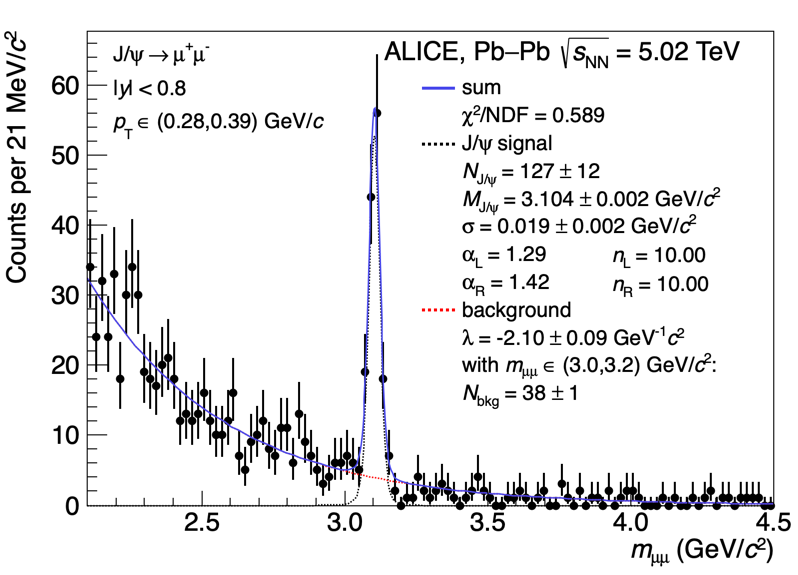 Counts per 21 MeV/c²
60
50
40
30
20
10
0
J/ψ → μ⁺μ⁻
|y| < 0.8
p_T ∈ (0.28,0.39) GeV/c
ALICE, Pb–Pb √s_NN = 5.02 TeV
sum
χ²/NDF = 0.589
J/ψ signal
N_J/ψ = 127 ± 12
M_J/ψ = 3.104 ± 0.002 GeV/c²
σ = 0.019 ± 0.002 GeV/c²
α_L = 1.29 n_L = 10.00
α_R = 1.42 n_R = 10.00
background
λ = -2.10 ± 0.09 GeV⁻¹c²
with m_μμ ∈ (3.0,3.2) GeV/c²:
N_bkg = 38 ± 1
2.5 3.0 3.5 4.0 4.5
m_μμ (GeV/c²)